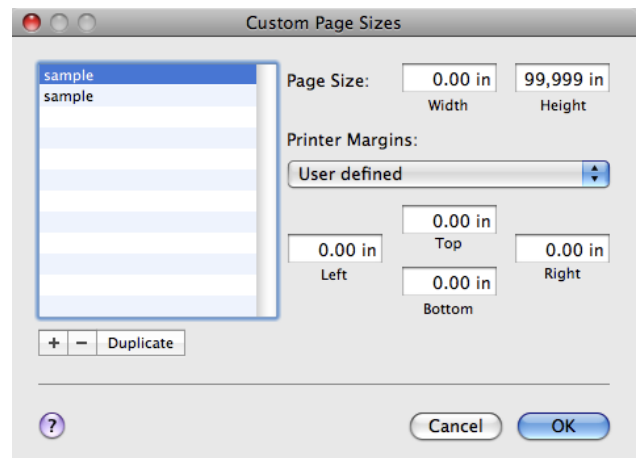 Custom Page Sizes
sample
sample
Page Size:
0.00 in
99,999 in
Width
Height
Printer Margins:
User defined
0.00 in
Top
0.00 in
Left
0.00 in
Right
0.00 in
Bottom
+ − Duplicate
?
Cancel
OK